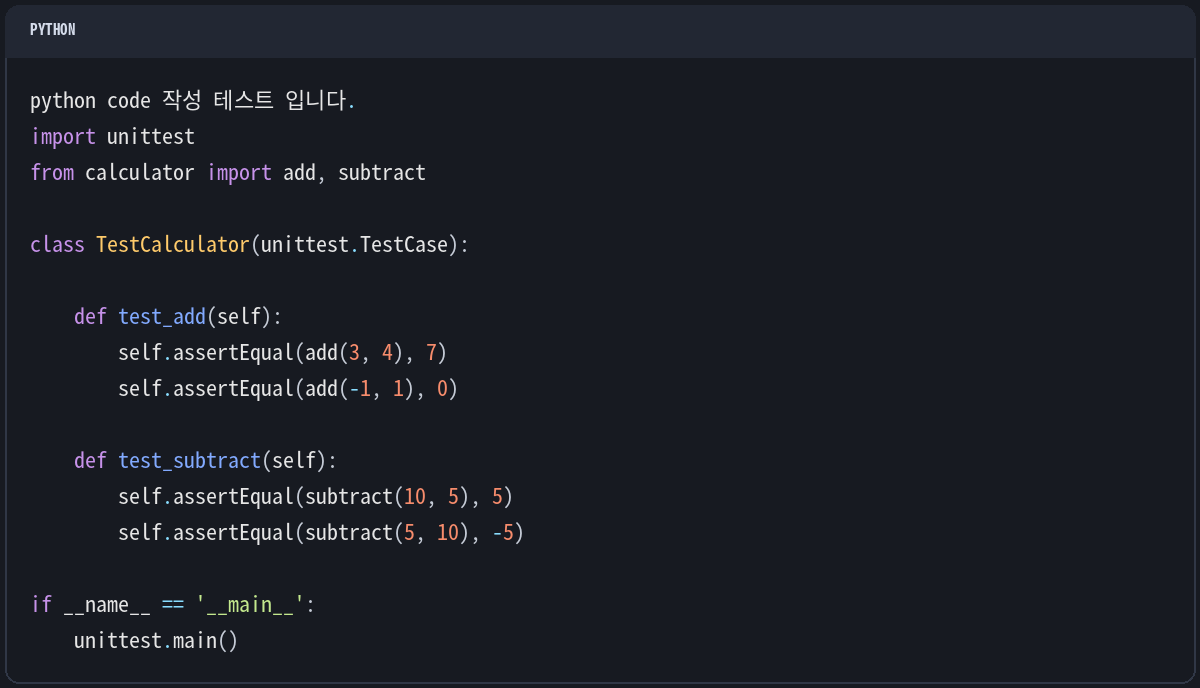 PYTHON
python code 작성 테스트 입니다.
import unittest
from calculator import add, subtract
class TestCalculator(unittest.TestCase):
    def test_add(self):
        self.assertEqual(add(3, 4), 7)
        self.assertEqual(add(-1, 1), 0)
    def test_subtract(self):
        self.assertEqual(subtract(10, 5), 5)
        self.assertEqual(subtract(5, 10), -5)
if __name__ == '__main__':
    unittest.main()